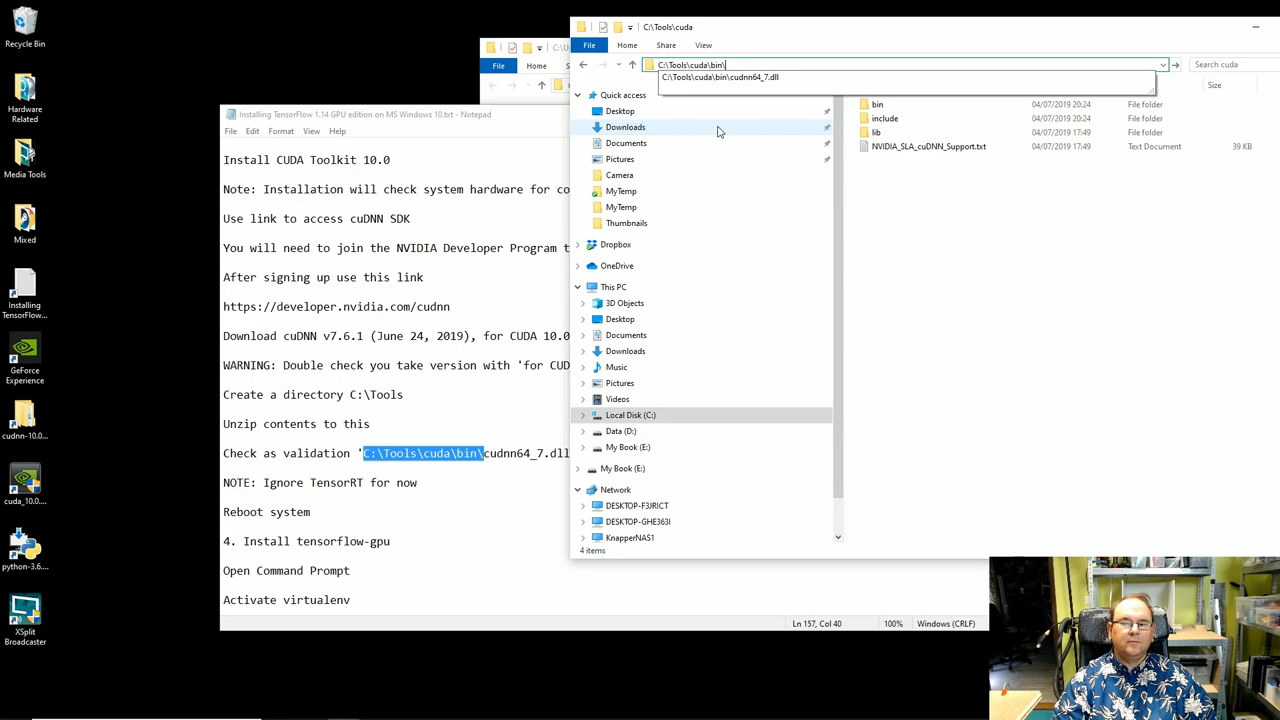 Recycle Bin
Hardware
Related
Media Tools
Mixed
Installing
TensorFlow...
GeForce
Experience
cudnn-10.0...
cuda_10.0...
python-3.6....
XSplit
Broadcaster
C:\U
File
Home
Installing TensorFlow 1.14 GPU edition on MS Windows 10.txt - Notepad
File Edit Format View Help
Install CUDA Toolkit 10.0
Note: Installation will check system hardware for co
Use link to access cuDNN SDK
You will need to join the NVIDIA Developer Program t
After signing up use this link
https://developer.nvidia.com/cudnn
Download cuDNN v7.6.1 (June 24, 2019), for CUDA 10.0
WARNING: Double check you take version with 'for CUD
Create a directory C:\Tools
Unzip contents to this
Check as validation 'C:\Tools\cuda\bin\cudnn64_7.dll
NOTE: Ignore TensorRT for now
Reboot system
4. Install tensorflow-gpu
Open Command Prompt
Activate virtualenv
Ln 157, Col 40 100% Windows (CRLF)
C:\Tools\cuda
File Home Share View
C:\Tools\cuda\bin\
Search cuda
C:\Tools\cuda\bin\cudnn64_7.dll
Size
Quick access
Desktop
Downloads
Documents
Pictures
Camera
MyTemp
MyTemp
Thumbnails
Dropbox
OneDrive
This PC
3D Objects
Desktop
Documents
Downloads
Music
Pictures
Videos
Local Disk (C:)
Data (D:)
My Book (E:)
My Book (E:)
Network
DESKTOP-F3JRICT
DESKTOP-GHE363I
KnapperNAS1
4 items
bin 04/07/2019 20:24 File folder
include 04/07/2019 20:24 File folder
lib 04/07/2019 17:49 File folder
NVIDIA_SLA_cuDNN_Support.txt 04/07/2019 17:49 Text Document 39 KB